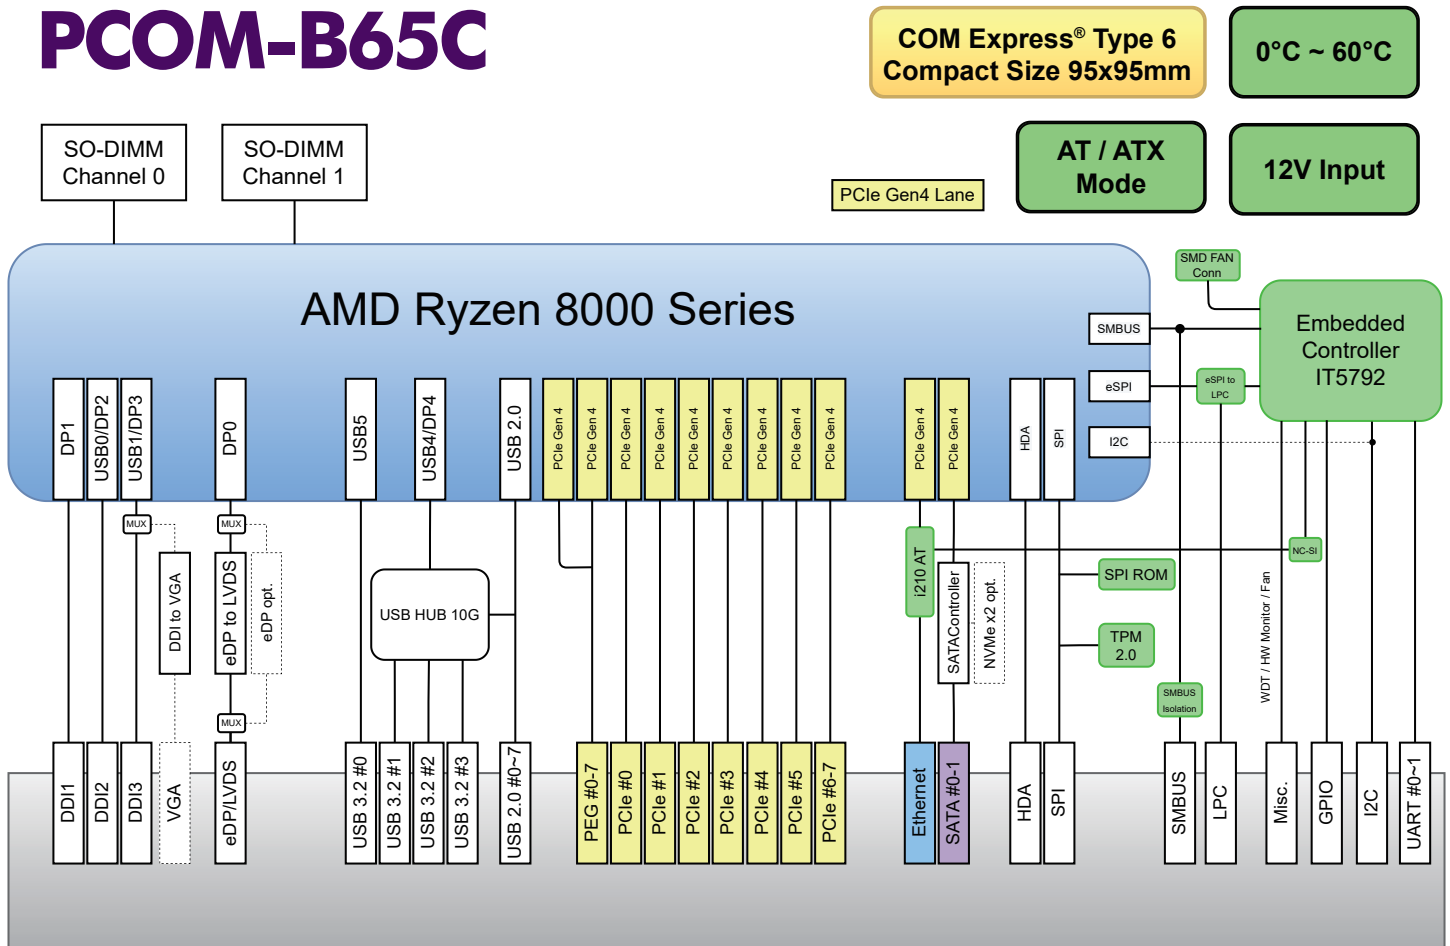 PCOM-B65C
COM Express® Type 6
Compact Size 95x95mm
0°C ~ 60°C
SO-DIMM
Channel 0
SO-DIMM
Channel 1
AT / ATX
Mode
12V Input
PCIe Gen4 Lane
AMD Ryzen 8000 Series
SMD FAN
Conn
Embedded
Controller
IT5792
SMBUS
eSPI
eSPI to
LPC
I2C
DP1
USB0/DP2
USB1/DP3
DP0
USB5
USB4/DP4
USB 2.0
PCIe Gen 4
PCIe Gen 4
PCIe Gen 4
PCIe Gen 4
PCIe Gen 4
PCIe Gen 4
PCIe Gen 4
PCIe Gen 4
PCIe Gen 4
PCIe Gen 4
PCIe Gen 4
HDA
SPI
MUX
MUX
DDI to VGA
eDP to LVDS
eDP opt.
USB HUB 10G
i210 AT
SATAController
NVMe x2 opt.
NC-SI
SPI ROM
TPM
2.0
WDT / HW Monitor / Fan
SMBUS
Isolation
MUX
DDI1
DDI2
DDI3
VGA
eDP/LVDS
USB 3.2 #0
USB 3.2 #1
USB 3.2 #2
USB 3.2 #3
USB 2.0 #0~7
PEG #0-7
PCIe #0
PCIe #1
PCIe #2
PCIe #3
PCIe #4
PCIe #5
PCIe #6-7
Ethernet
SATA #0-1
HDA
SPI
SMBUS
LPC
Misc.
GPIO
I2C
UART #0~1